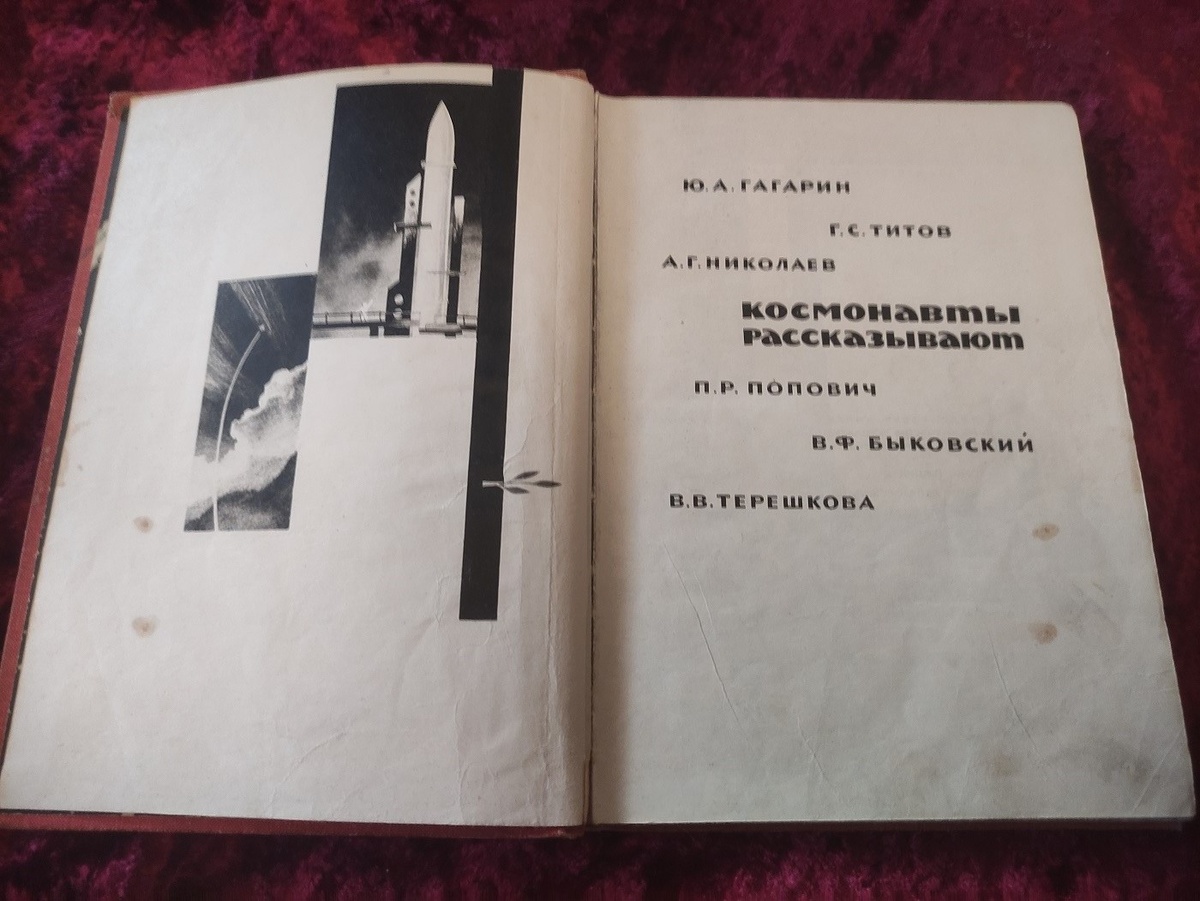 Ю.А. ГАГАРИН
Г.С. ТИТОВ
А.Г. НИКОЛАЕВ
КОСМОНАВТЫ
РАССКАЗЫВАЮТ
П.Р. ПОПОВИЧ
В.Ф. БЫКОВСКИЙ
В.В. ТЕРЕШКОВА